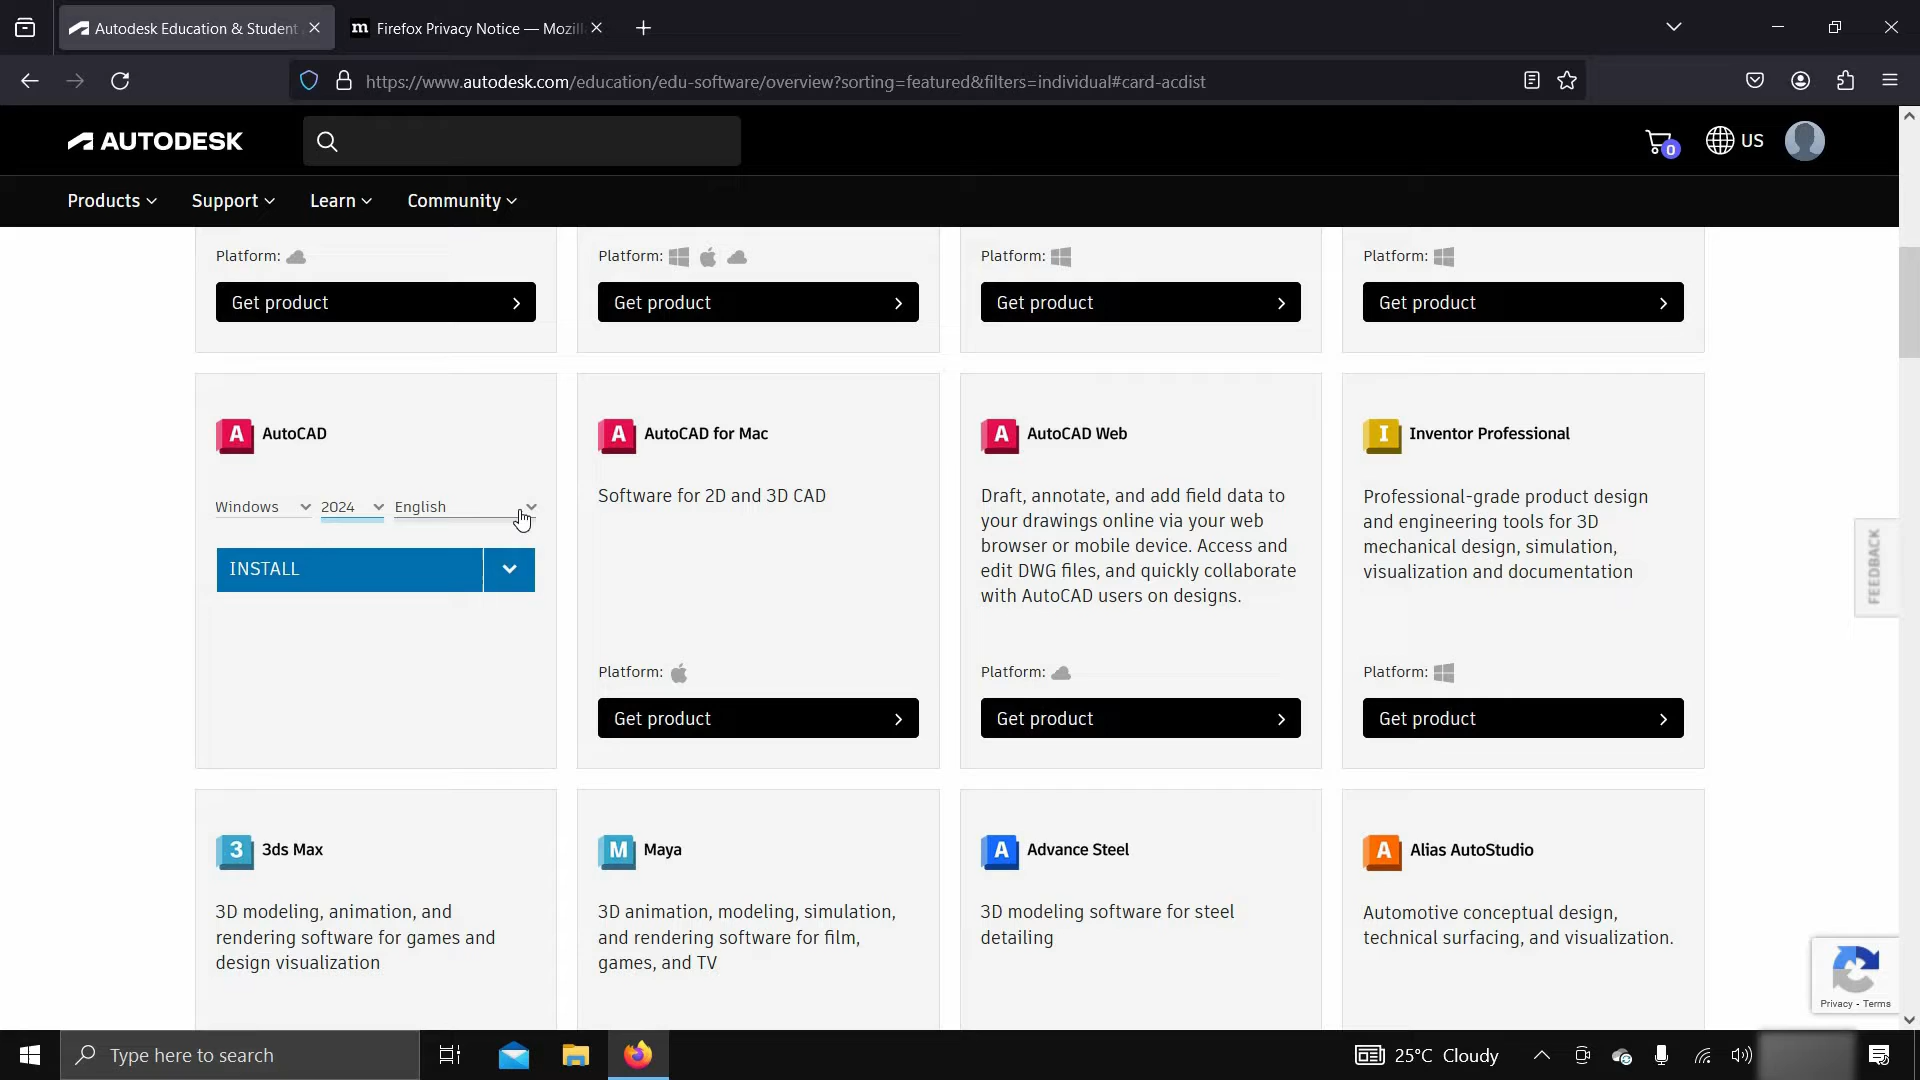 Autodesk Education & Student
Firefox Privacy Notice — Mozill
https://www.autodesk.com/education/edu-software/overview?sorting=featured&filters=individual#card-acdist
AUTODESK
0
US
Products
Support
Learn
Community
Platform:
Platform:
Platform:
Platform:
Get product
Get product
Get product
Get product
AutoCAD
Windows
2024
English
INSTALL
AutoCAD for Mac
Software for 2D and 3D CAD
Platform:
Get product
AutoCAD Web
Draft, annotate, and add field data to
your drawings online via your web
browser or mobile device. Access and
edit DWG files, and quickly collaborate
with AutoCAD users on designs.
Platform:
Get product
Inventor Professional
Professional-grade product design
and engineering tools for 3D
mechanical design, simulation,
visualization and documentation
Platform:
Get product
FEEDBACK
3ds Max
3D modeling, animation, and
rendering software for games and
design visualization
Maya
3D animation, modeling, simulation,
and rendering software for film,
games, and TV
Advance Steel
3D modeling software for steel
detailing
Alias AutoStudio
Automotive conceptual design,
technical surfacing, and visualization.
Privacy - Terms
Type here to search
25°C Cloudy